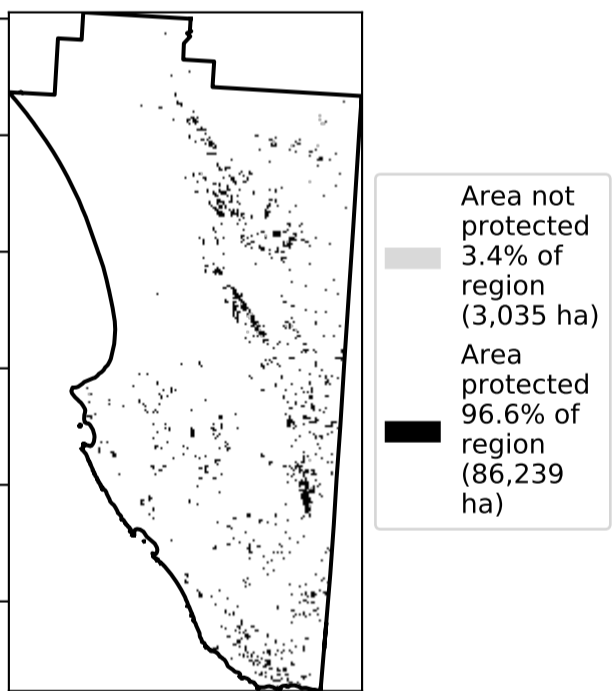 Area not
protected
3.4% of
region
(3,035 ha)
Area
protected
96.6% of
region
(86,239
ha)